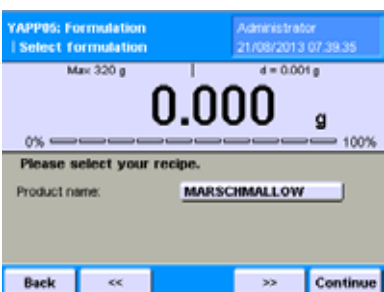 YAPP05: Formulation
Administrator
| Select formulation
21/08/2013 07.39.35
Max 320 g
d = 0.001 g
0.000 g
0%
100%
Please select your recipe.
Product name:
MARSCHMALLOW
Back
<<
>>
Continue